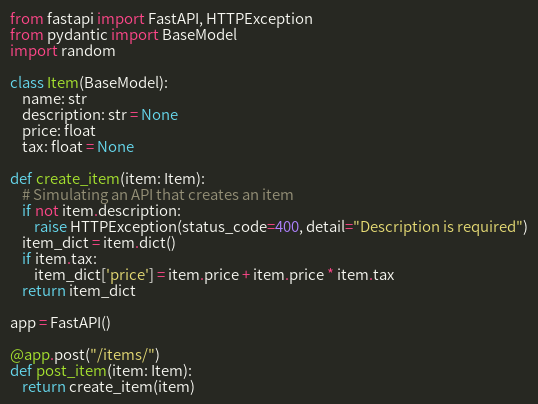 from fastapi import FastAPI, HTTPException
from pydantic import BaseModel
import random

class Item(BaseModel):
    name: str
    description: str = None
    price: float
    tax: float = None

def create_item(item: Item):
    # Simulating an API that creates an item
    if not item.description:
        raise HTTPException(status_code=400, detail="Description is required")
    item_dict = item.dict()
    if item.tax:
        item_dict['price'] = item.price + item.price * item.tax
    return item_dict

app = FastAPI()

@app.post("/items/")
def post_item(item: Item):
    return create_item(item)